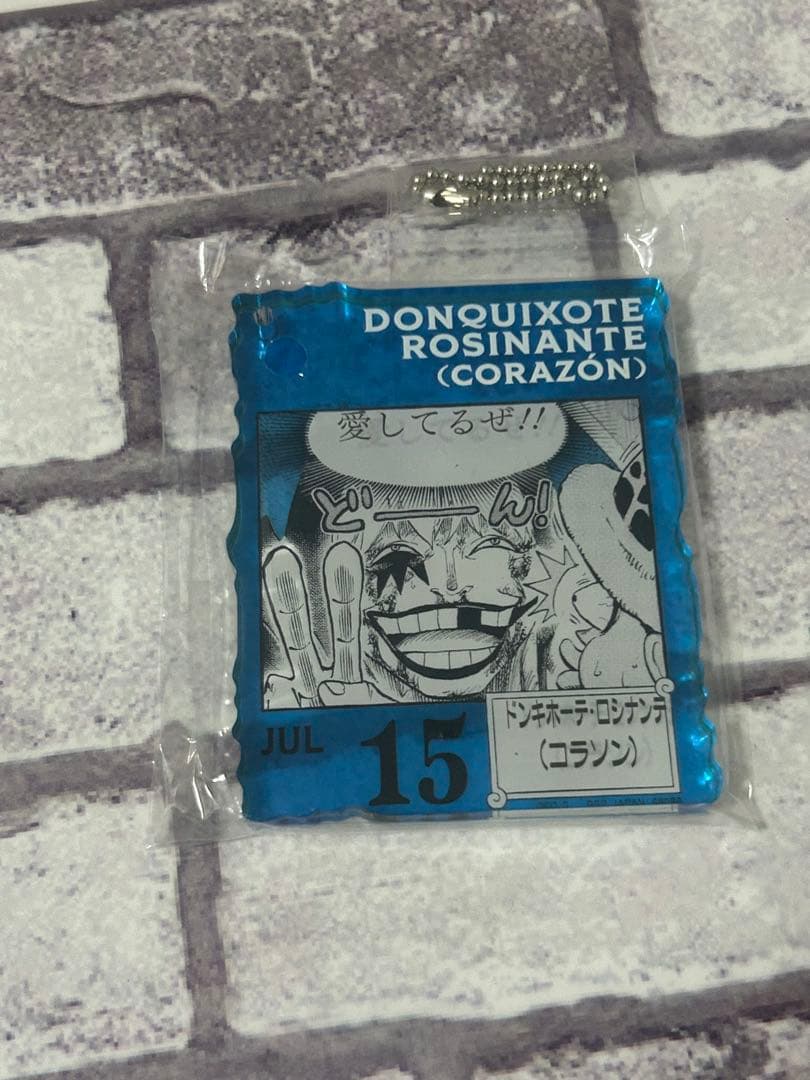 DONQUIXOTE
ROSINANTE
(CORAZÓN)
愛してるぜ!!
どーーん!
JUL 15
ドンキホーテ・ロシナンテ
(コラソン)